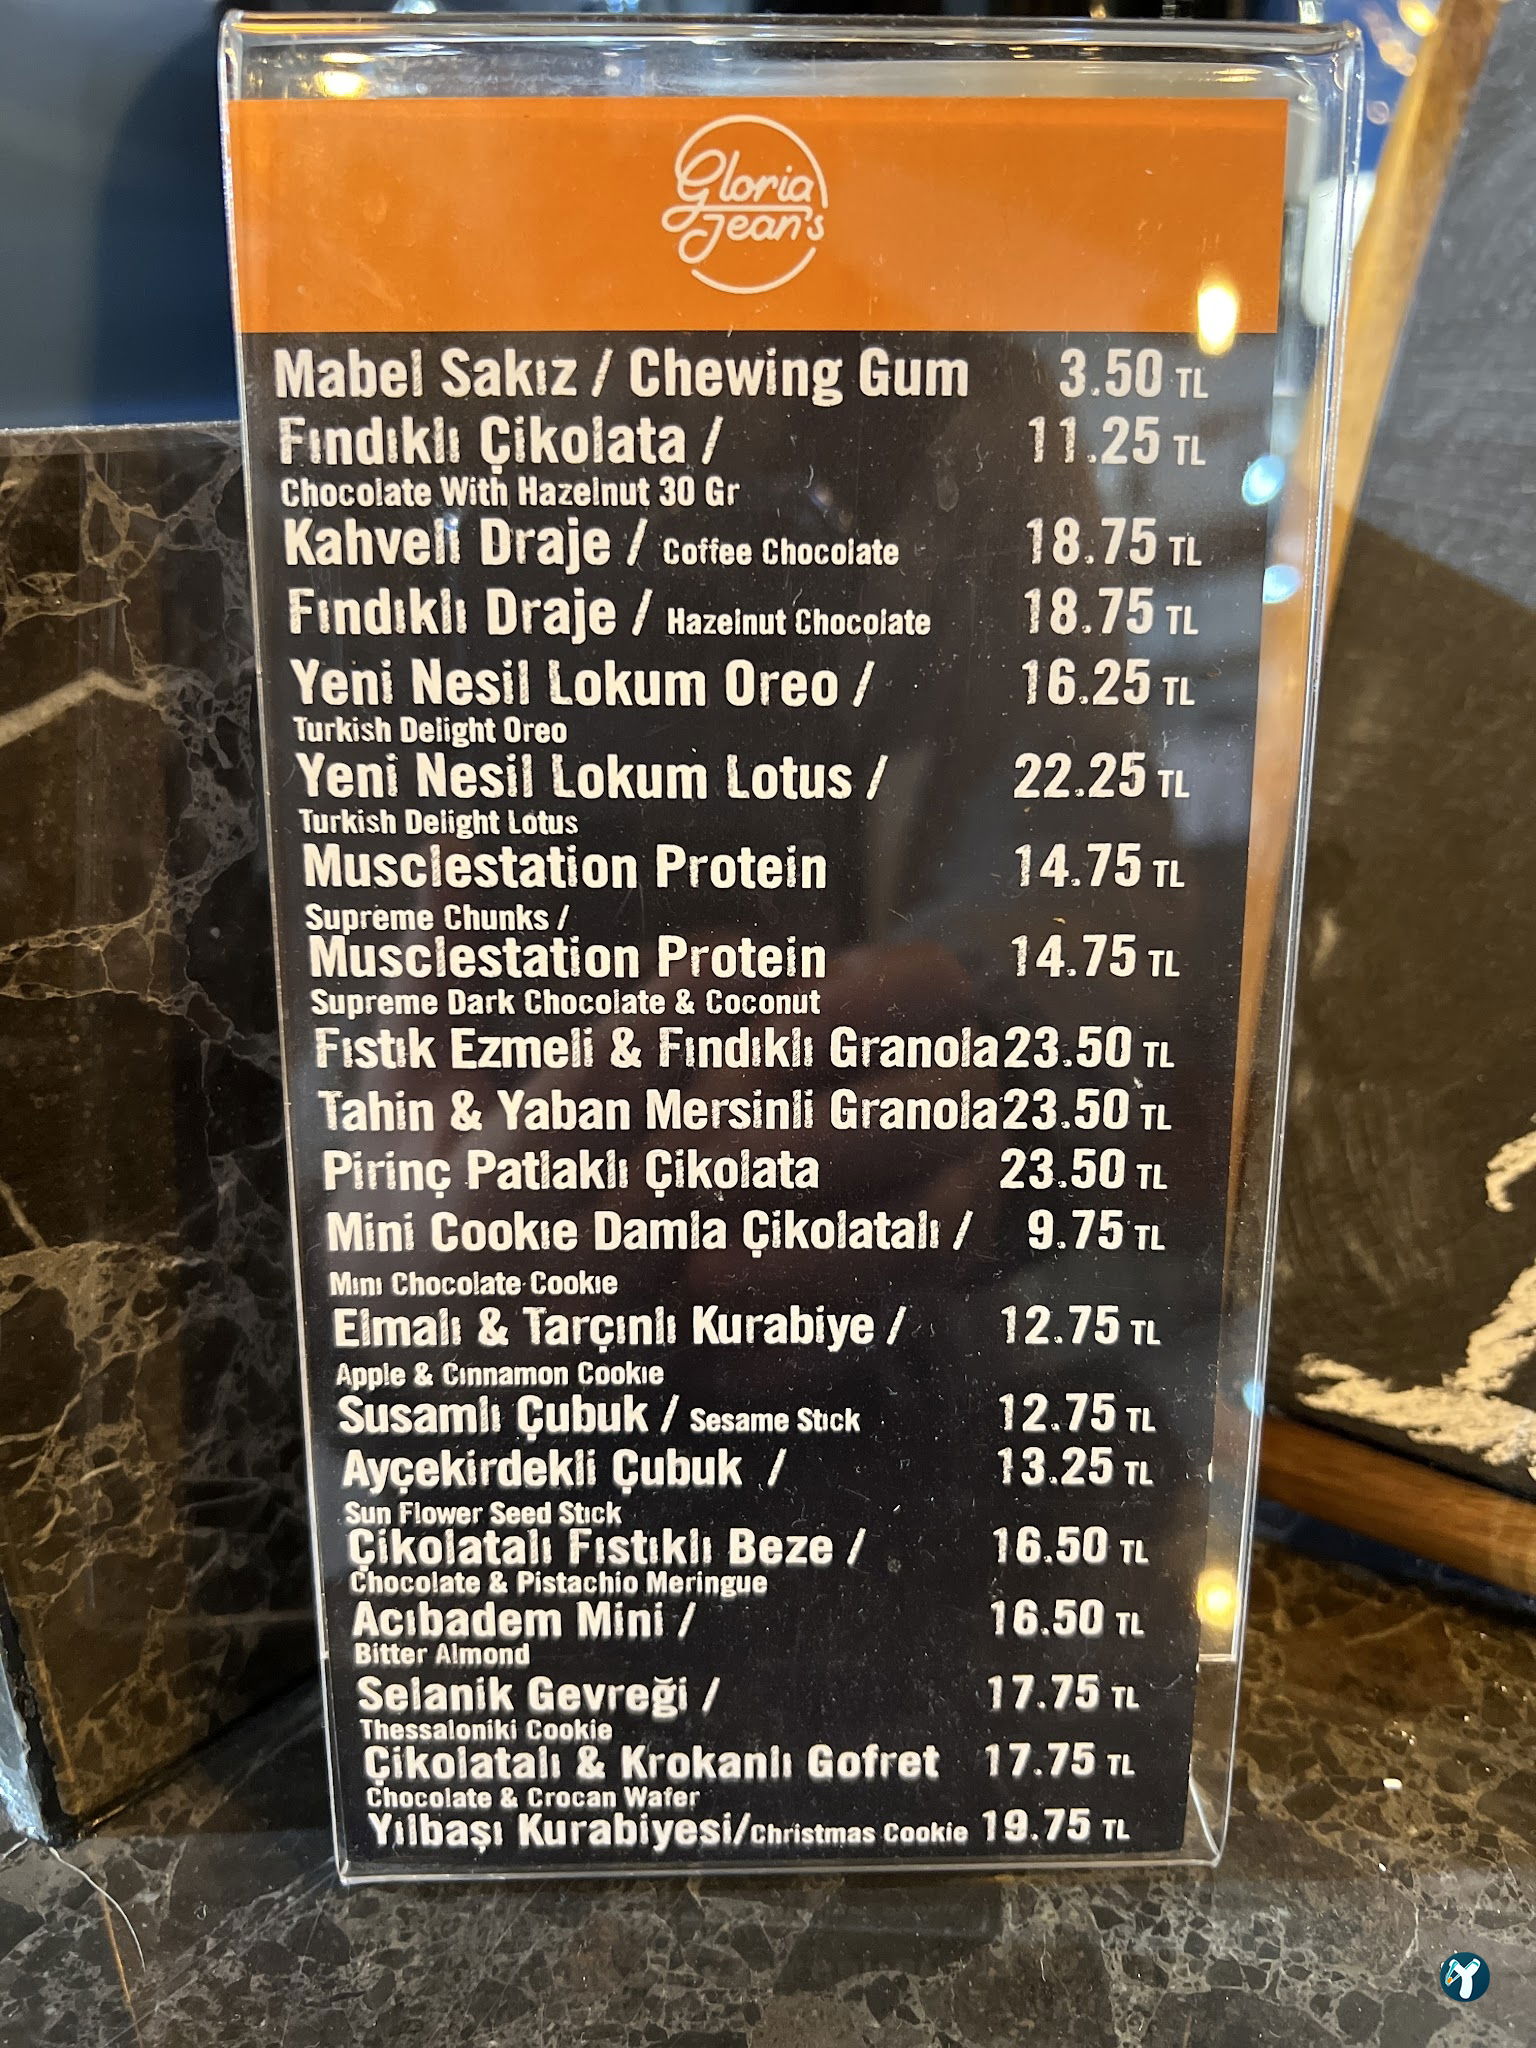 Gloria
Jean's
Mabel Sakız / Chewing Gum 3.50 TL
Fındıklı Çikolata / 11.25 TL
Chocolate With Hazelnut 30 Gr
Kahveli Draje / Coffee Chocolate 18.75 TL
Fındıklı Draje / Hazelnut Chocolate 18.75 TL
Yeni Nesil Lokum Oreo / 16.25 TL
Turkish Delight Oreo
Yeni Nesil Lokum Lotus / 22.25 TL
Turkish Delight Lotus
Musclestation Protein 14.75 TL
Supreme Chunks /
Musclestation Protein 14.75 TL
Supreme Dark Chocolate & Coconut
Fıstık Ezmeli & Fındıklı Granola 23.50 TL
Tahin & Yaban Mersinli Granola 23.50 TL
Pirinç Patlaklı Çikolata 23.50 TL
Mini Cookıe Damla Çikolatalı / 9.75 TL
Mını Chocolate Cookıe
Elmalı & Tarçınlı Kurabiye / 12.75 TL
Apple & Cınnamon Cookıe
Susamlı Çubuk / Sesame Stıck 12.75 TL
Ayçekirdekli Çubuk / 13.25 TL
Sun Flower Seed Stıck
Çikolatalı Fıstıklı Beze / 16.50 TL
Chocolate & Pistachio Meringue
Acıbadem Mini / 16.50 TL
Bitter Almond
Selanik Gevreği / 17.75 TL
Thessaloniki Cookie
Çikolatalı & Krokanlı Gofret 17.75 TL
Chocolate & Crocan Wafer
Yılbaşı Kurabiyesi/Christmas Cookie 19.75 TL